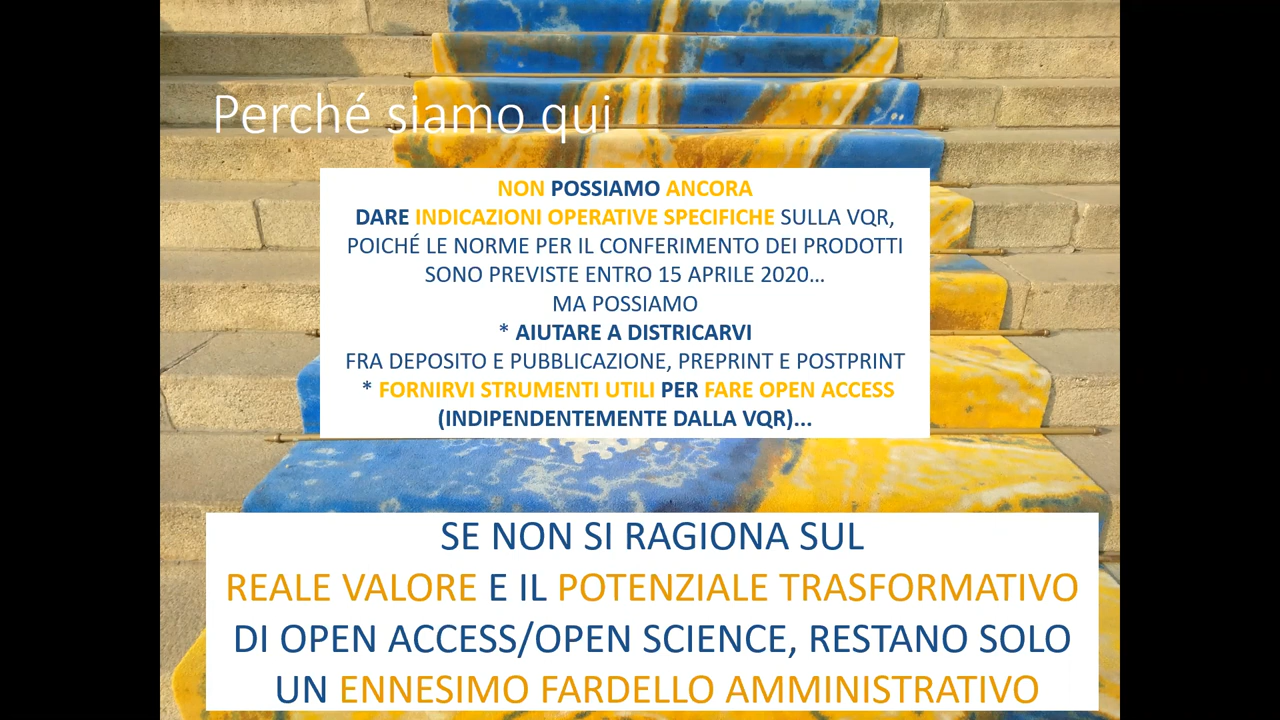 Perché siamo qui
NON POSSIAMO ANCORA
DARE INDICAZIONI OPERATIVE SPECIFICHE SULLA VQR,
POICHÉ LE NORME PER IL CONFERIMENTO DEI PRODOTTI
SONO PREVISTE ENTRO 15 APRILE 2020...
MA POSSIAMO
* AIUTARE A DISTRICARVI
FRA DEPOSITO E PUBBLICAZIONE, PREPRINT E POSTPRINT
* FORNIRVI STRUMENTI UTILI PER FARE OPEN ACCESS
(INDIPENDENTEMENTE DALLA VQR)...
SE NON SI RAGIONA SUL
REALE VALORE E IL POTENZIALE TRASFORMATIVO
DI OPEN ACCESS/OPEN SCIENCE, RESTANO SOLO
UN ENNESIMO FARDELLO AMMINISTRATIVO